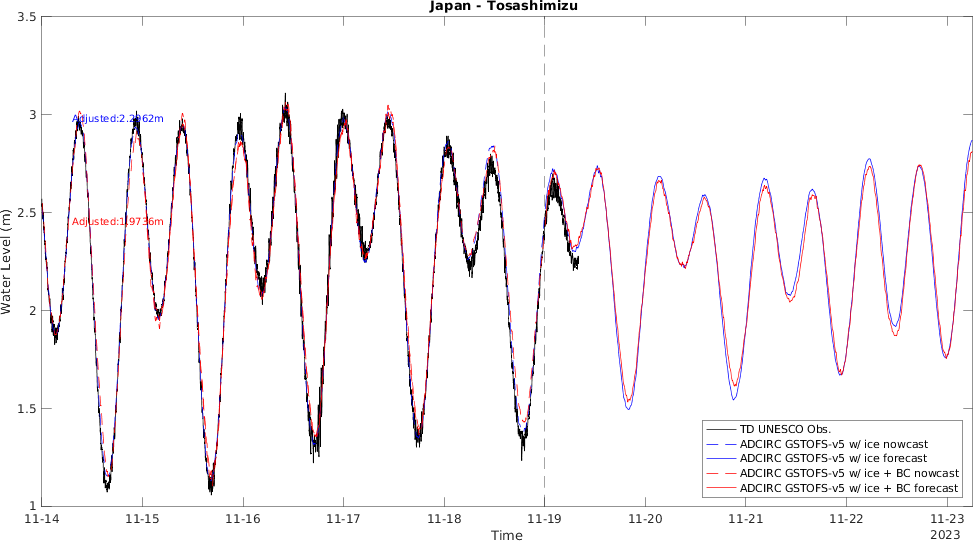 Japan - Tosashimizu
3.5
3
2.5
2
1.5
1
Water Level (m)
Adjusted:2.2962m
Adjusted:1.9736m
TD UNESCO Obs.
ADCIRC GSTOFS-v5 w/ ice nowcast
ADCIRC GSTOFS-v5 w/ ice forecast
ADCIRC GSTOFS-v5 w/ ice + BC nowcast
ADCIRC GSTOFS-v5 w/ ice + BC forecast
11-14 11-15 11-16 11-17 11-18 11-19 11-20 11-21 11-22 11-23
2023
Time